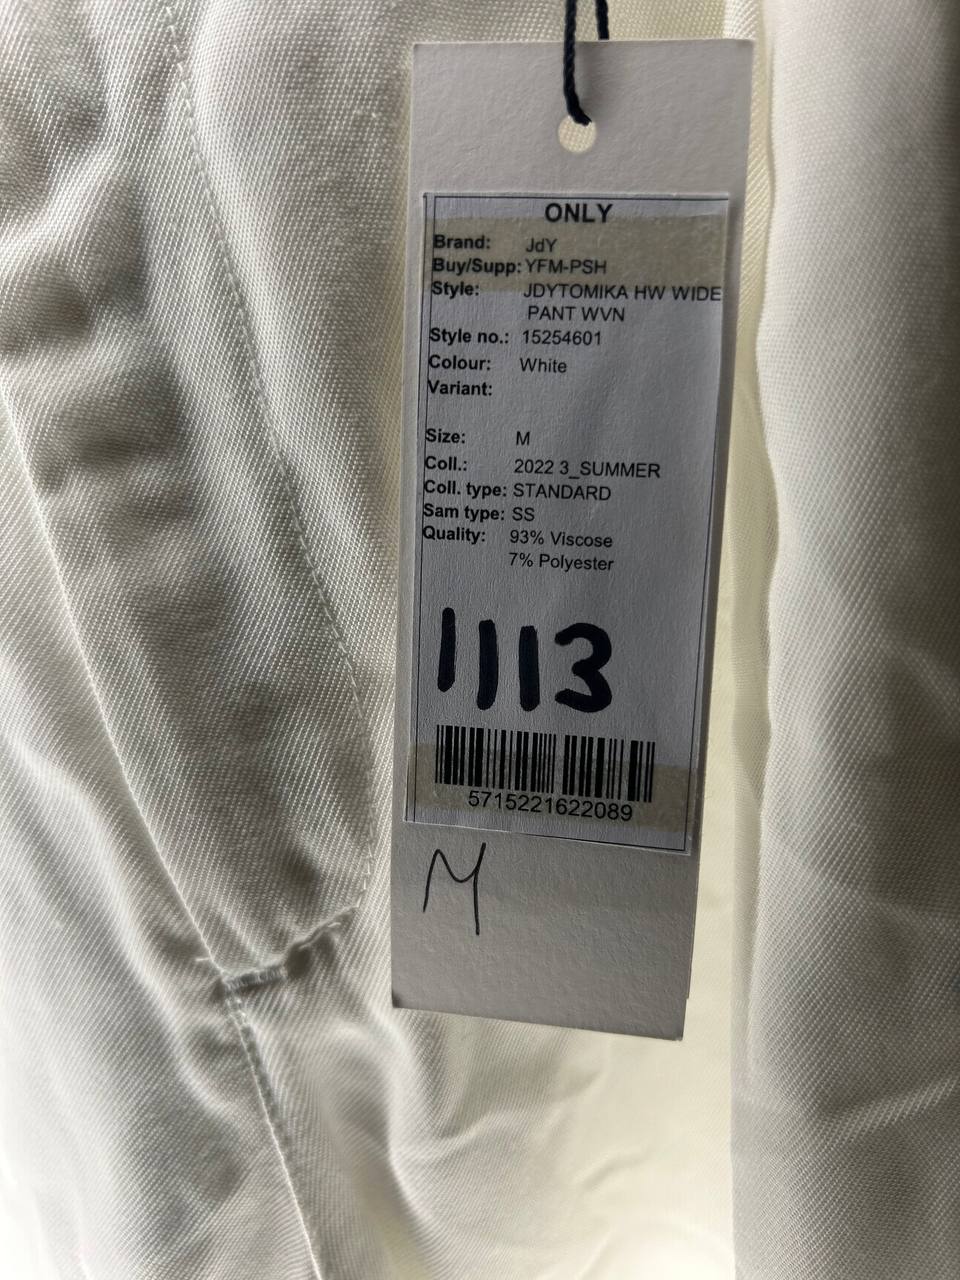 ONLY
Brand: JdY
Buy/Supp: YFM-PSH
Style: JDYTOMIKA HW WIDE
PANT WVN
Style no.: 15254601
Colour: White
Variant:
Size: M
Coll.: 2022 3_SUMMER
Coll. type: STANDARD
Sam type: SS
Quality: 93% Viscose
7% Polyester
1113
5715221622089
M